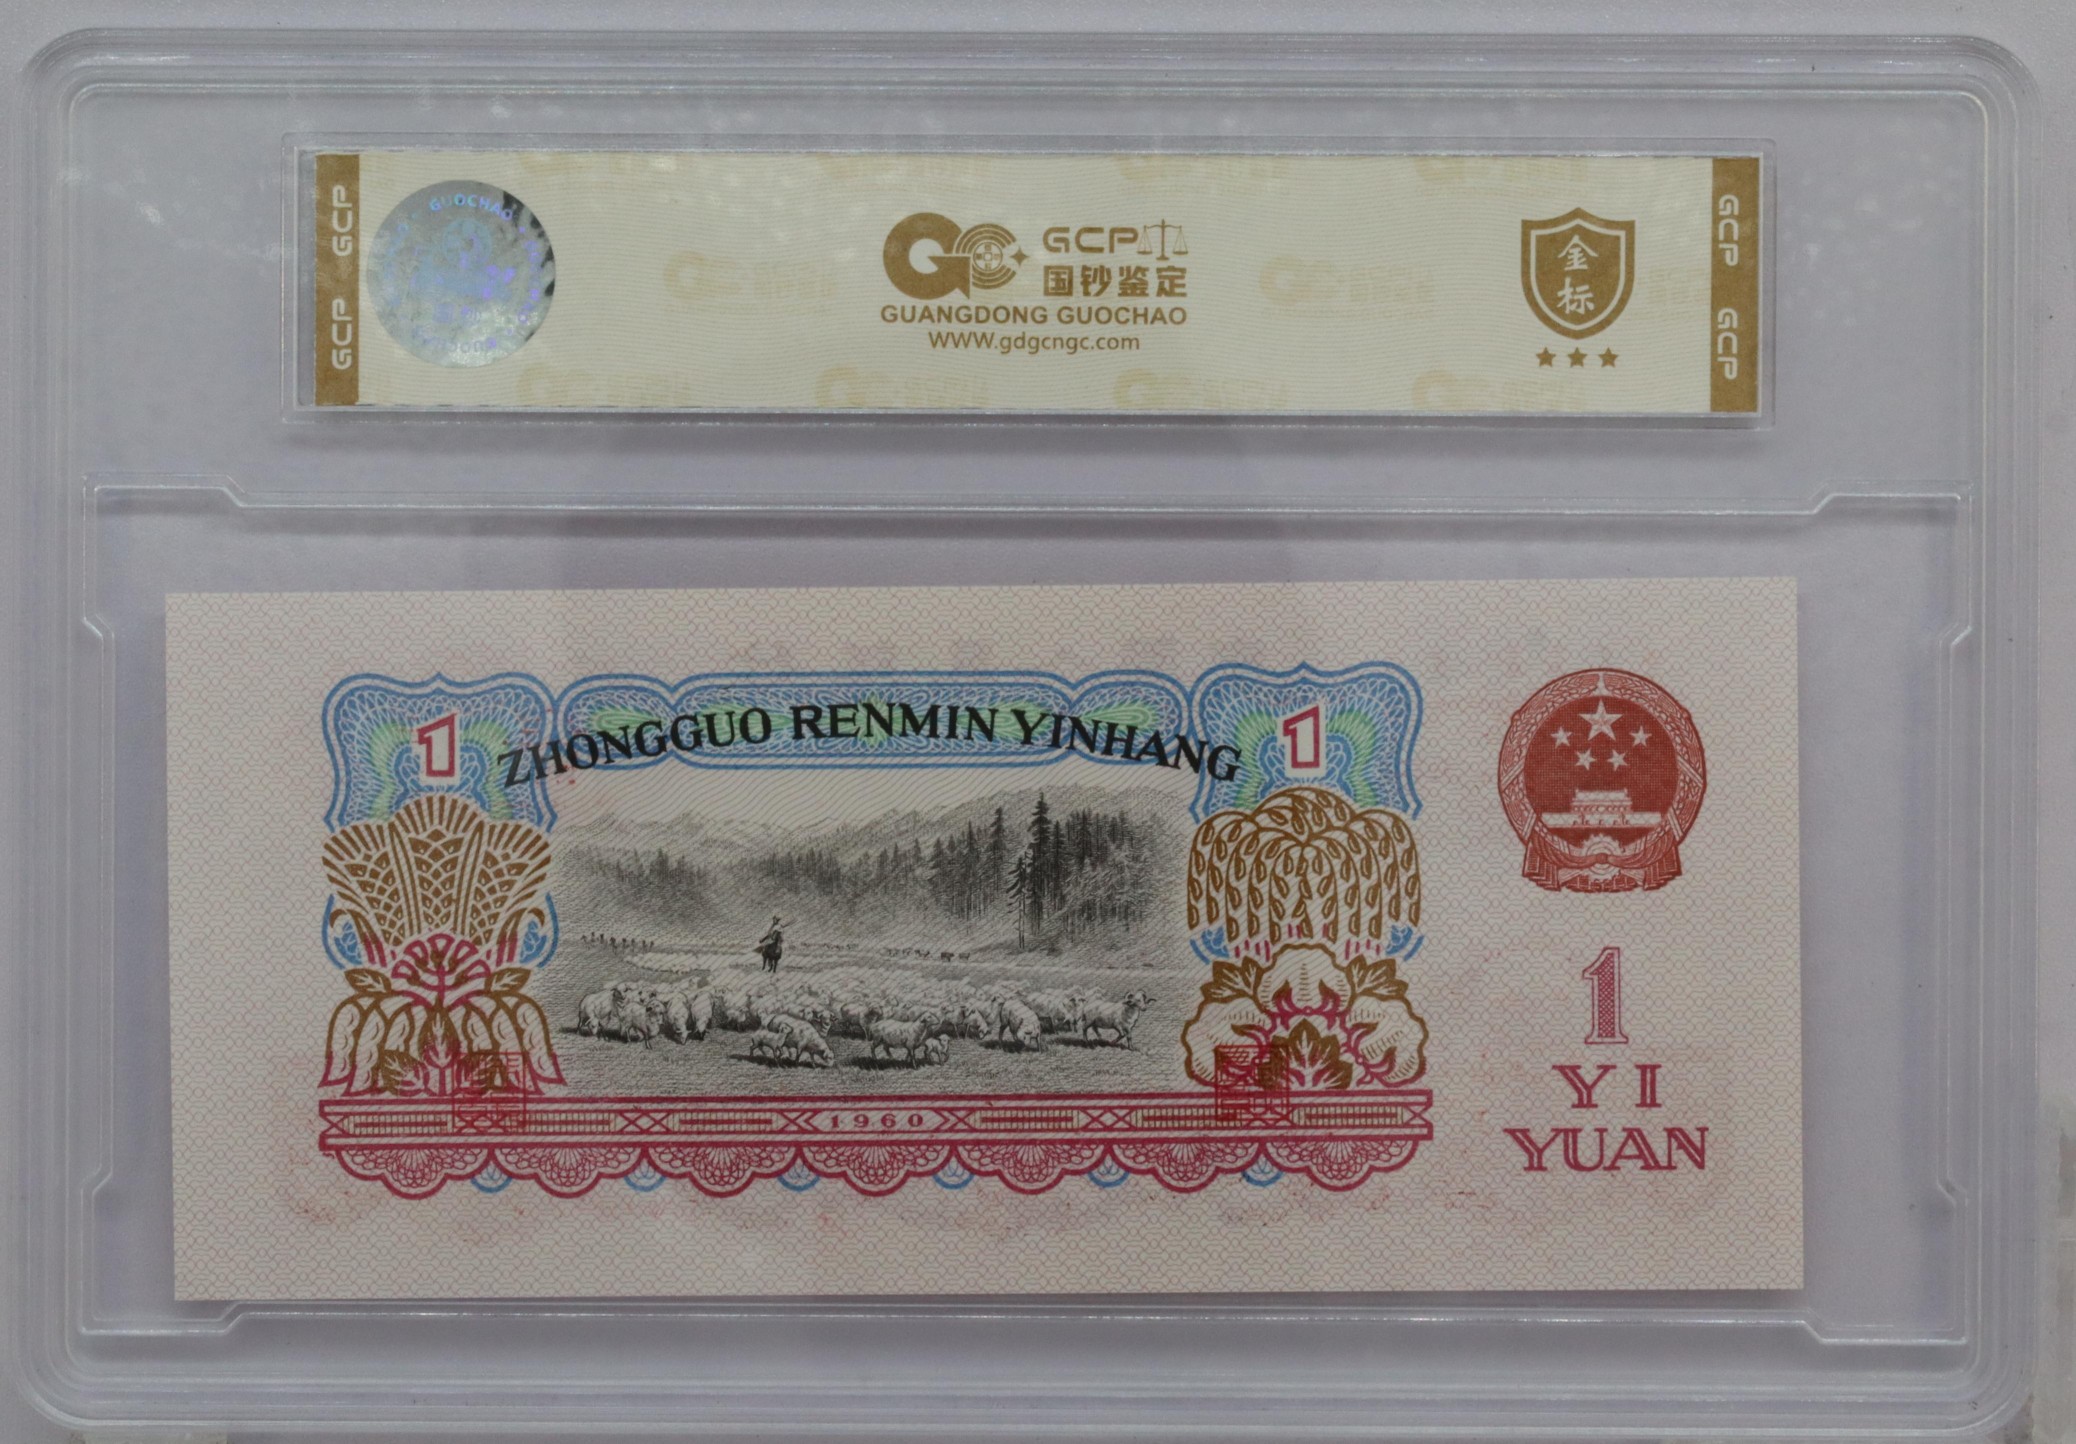 GCP GCP
GUOCHAO
GCP
国钞鉴定
GUANGDONG GUOCHAO
WWW.gdgcngc.com
金
标
GCP GCP
1
ZHONGGUO RENMIN YINHANG
1
1960
1
YI
YUAN